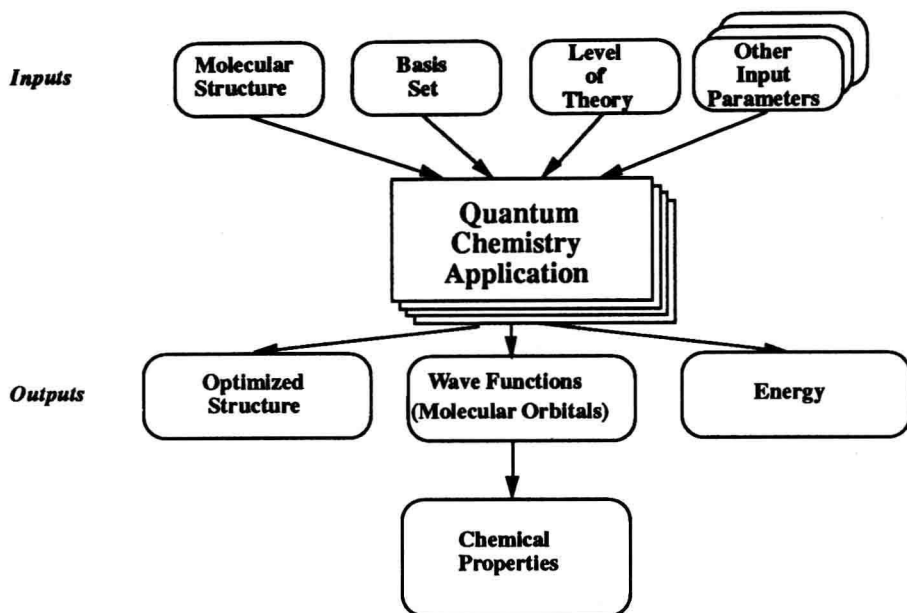 Inputs
Molecular
Structure
Basis
Set
Level
of
Theory
Other
Input
Parameters
Quantum
Chemistry
Application
Outputs
Optimized
Structure
Wave Functions
(Molecular Orbitals)
Energy
Chemical
Properties